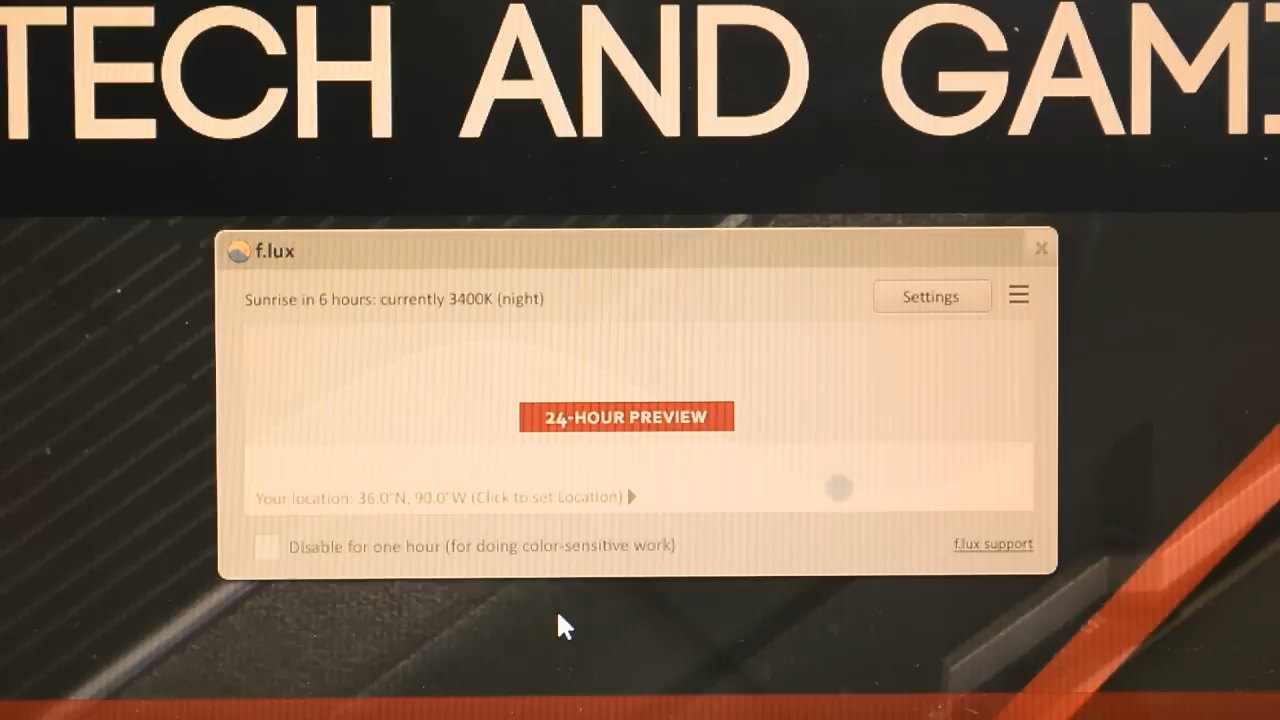 TECH AND GAMI
f.lux
Sunrise in 6 hours: currently 3400K (night)
Settings
24-HOUR PREVIEW
Your location: 36.0°N, 90.0°W (Click to set Location)
Disable for one hour (for doing color-sensitive work)
f.lux support